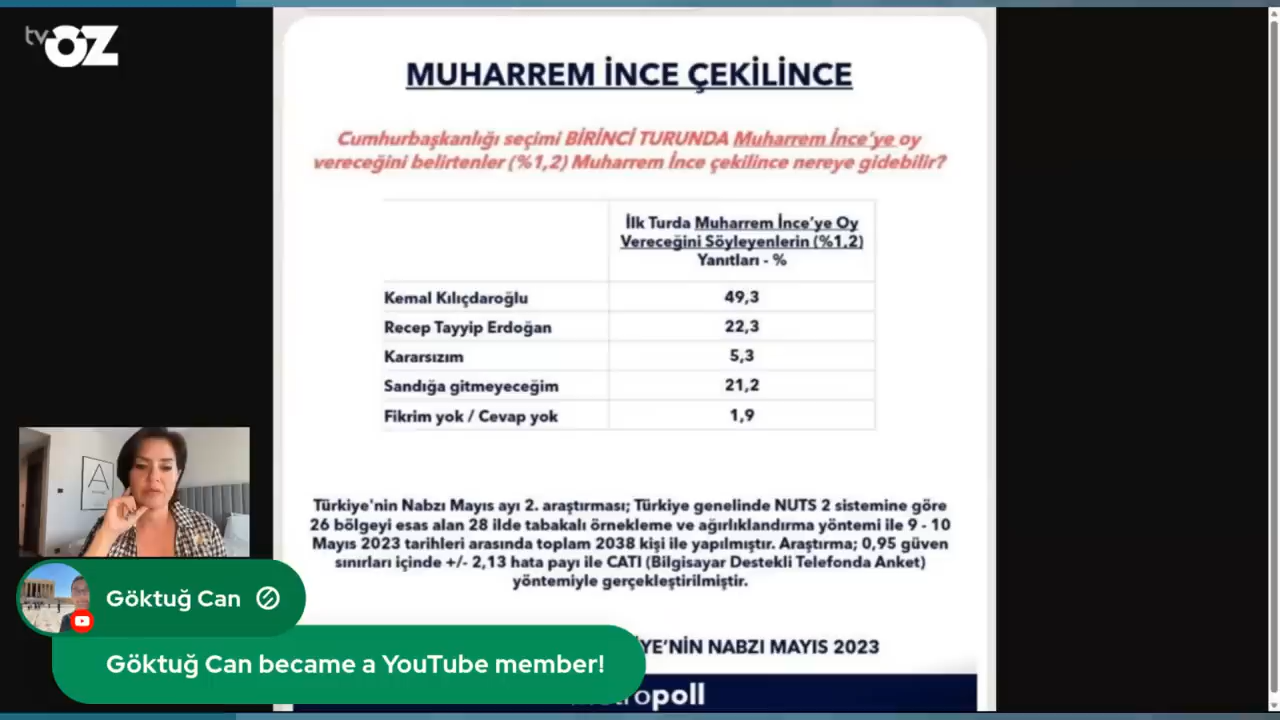 tv
ÖZ
MUHARREM İNCE ÇEKİLİNCE
Cumhurbaşkanlığı seçimi BİRİNCİ TURUNDA Muharrem İnce'ye oy
vereceğini belirtenler (%1,2) Muharrem İnce çekilince nereye gidebilir?
İlk Turda Muharrem İnce'ye Oy
Vereceğini Söyleyenlerin (%1,2)
Yanıtları - %
Kemal Kılıçdaroğlu 49,3
Recep Tayyip Erdoğan 22,3
Kararsızım 5,3
Sandığa gitmeyeceğim 21,2
Fikrim yok / Cevap yok 1,9
A
Türkiye'nin Nabzı Mayıs ayı 2. araştırması; Türkiye genelinde NUTS 2 sistemine göre
26 bölgeyi esas alan 28 ilde tabakalı örnekleme ve ağırlıklandırma yöntemi ile 9 - 10
Mayıs 2023 tarihleri arasında toplam 2038 kişi ile yapılmıştır. Araştırma; 0,95 güven
sınırları içinde +/- 2,13 hata payı ile CATI (Bilgisayar Destekli Telefonda Anket)
yöntemiyle gerçekleştirilmiştir.
Göktuğ Can
Göktuğ Can became a YouTube member!
YE'NİN NABZI MAYIS 2023
ropoll